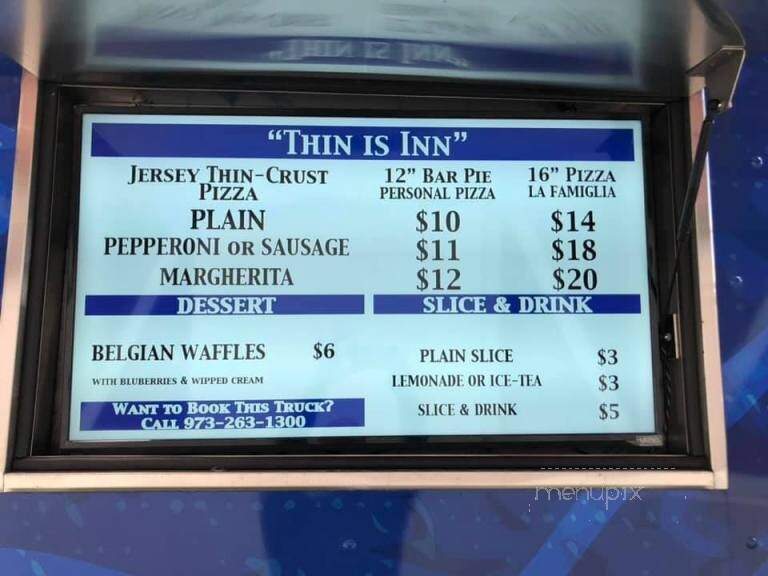 "THIN IS INN"
JERSEY THIN-CRUST PIZZA
12" BAR PIE PERSONAL PIZZA
16" PIZZA LA FAMIGLIA
PLAIN $10 $14
PEPPERONI OR SAUSAGE $11 $18
MARGHERITA $12 $20
DESSERT
BELGIAN WAFFLES $6
WITH BLUBERRIES & WIPPED CREAM
WANT TO BOOK THIS TRUCK?
CALL 973-263-1300
SLICE & DRINK
PLAIN SLICE $3
LEMONADE OR ICE-TEA $3
SLICE & DRINK $5
menupix